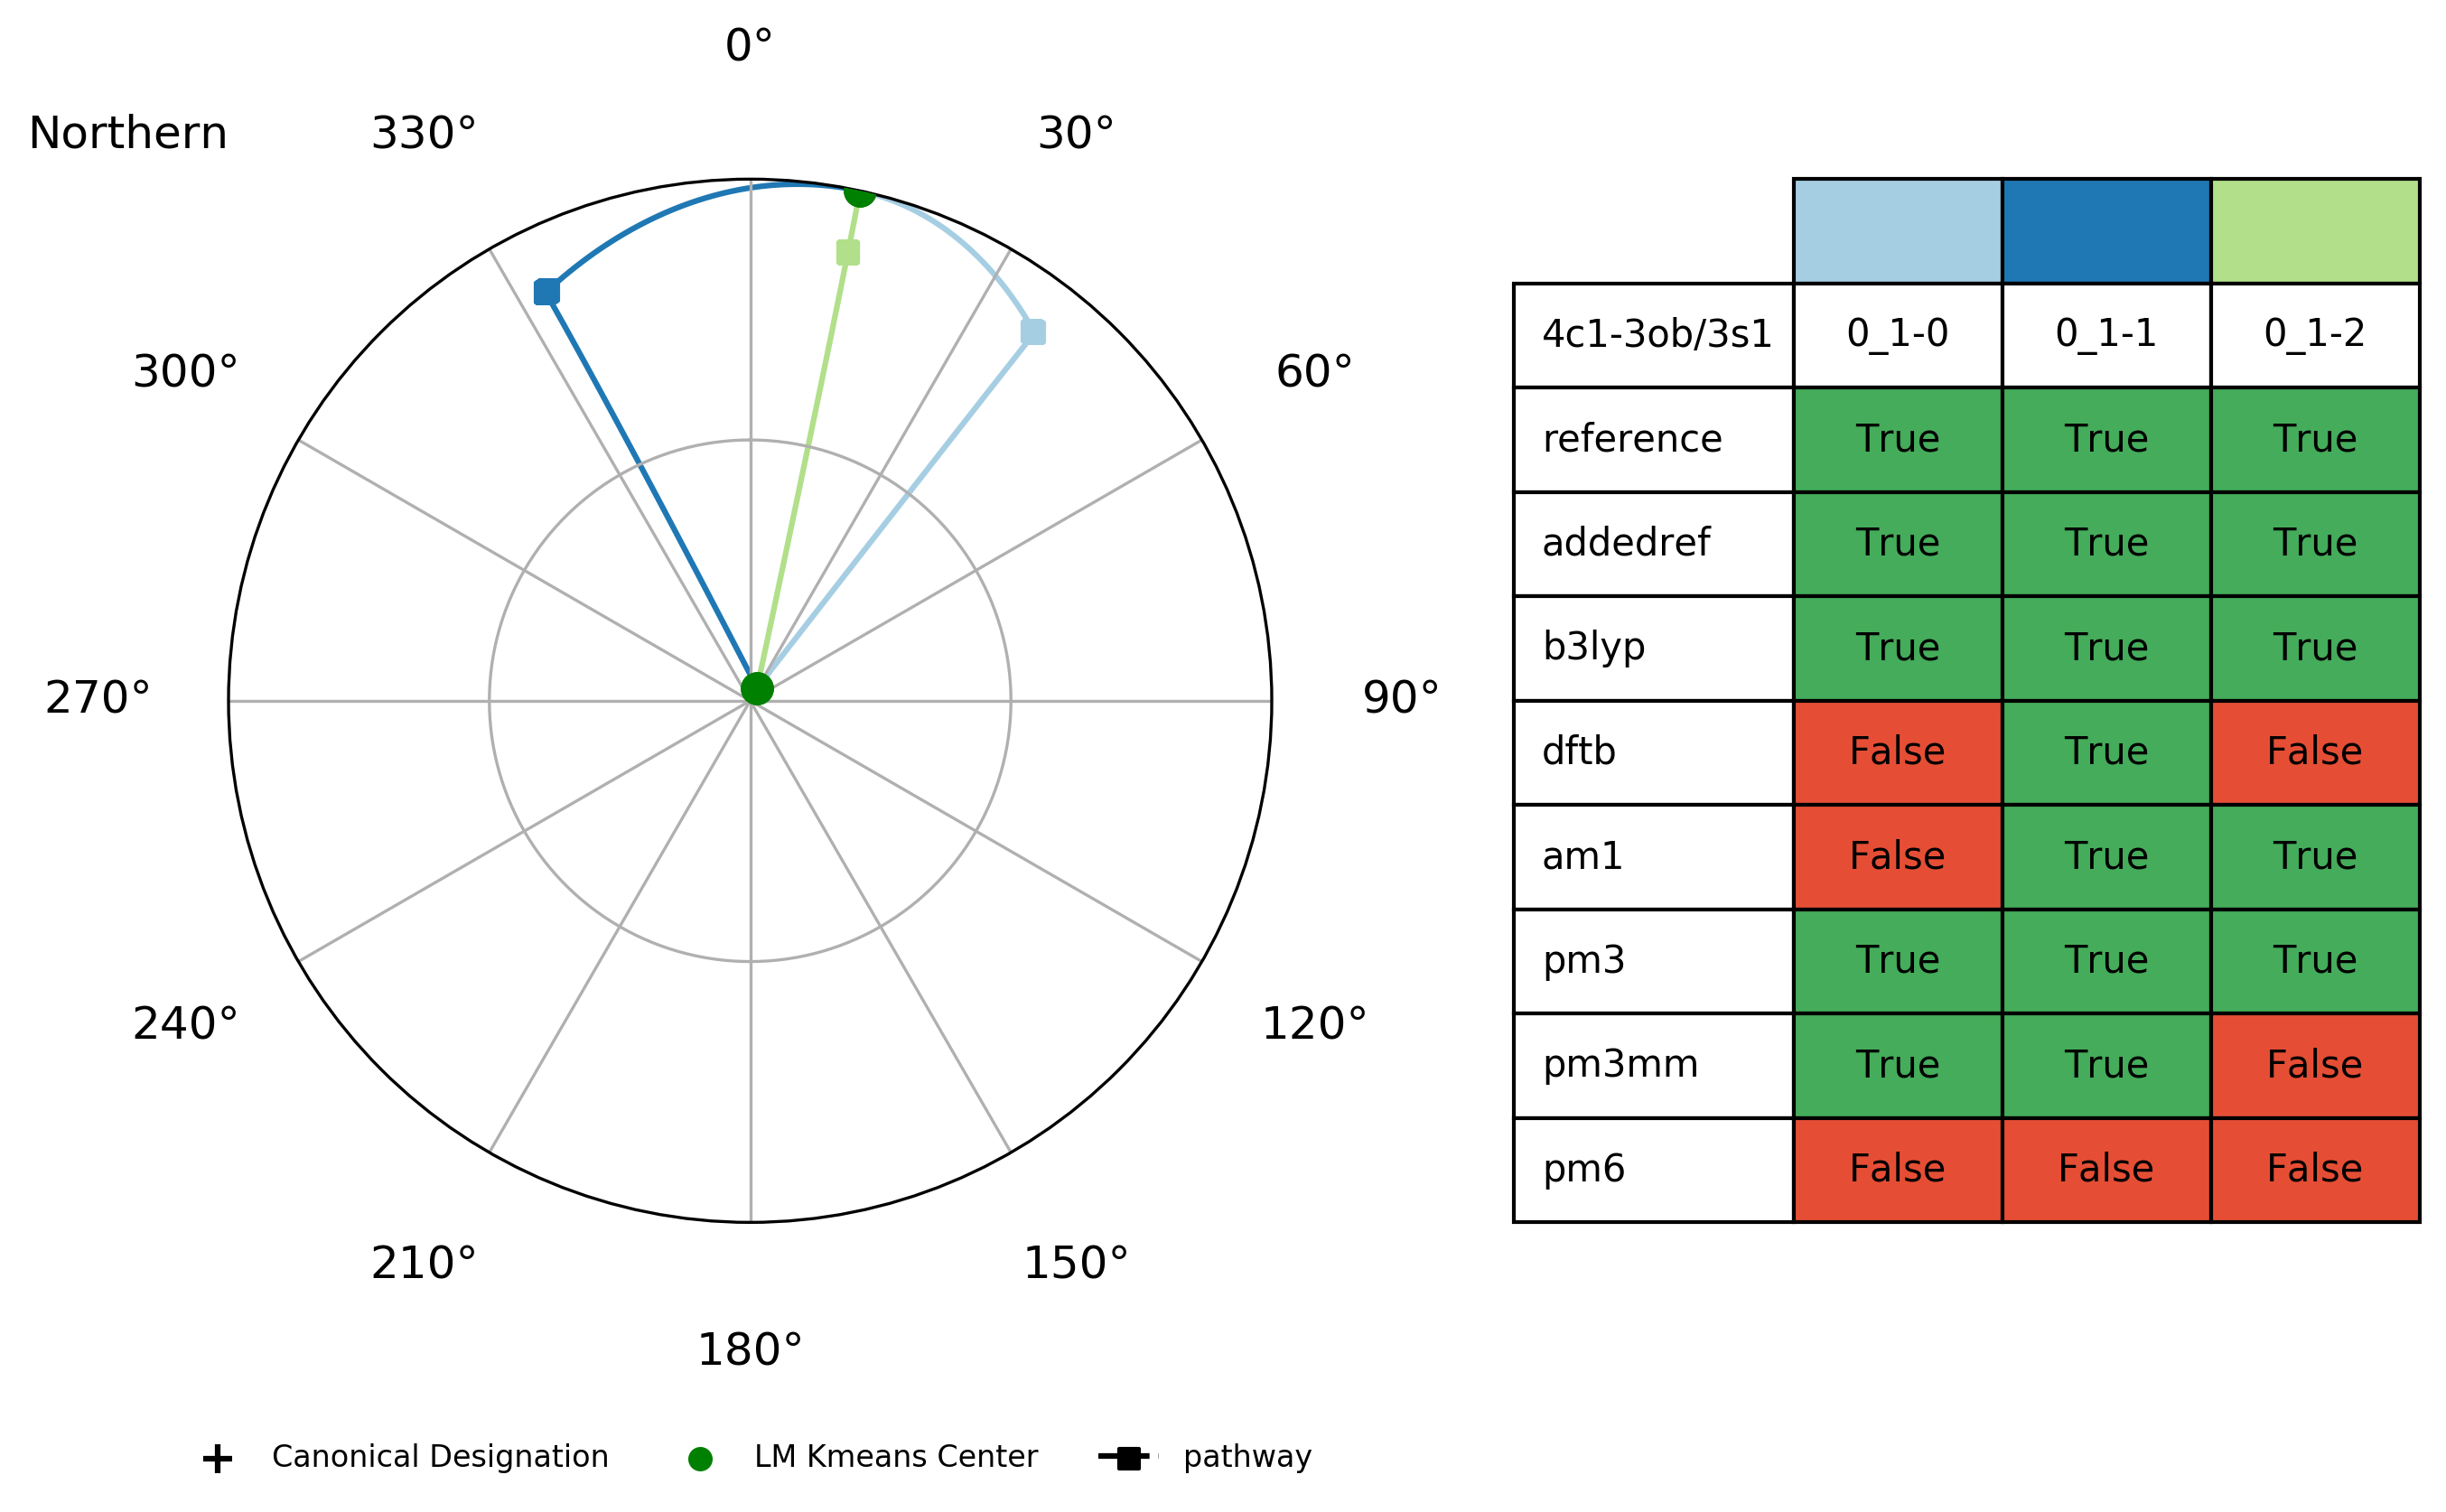 0°
Northern
330°
30°
300°
60°
270°
90°
240°
120°
210°
150°
180°
4c1-3ob/3s1 0_1-0 0_1-1 0_1-2
reference True True True
addedref True True True
b3lyp True True True
dftb False True False
am1 False True True
pm3 True True True
pm3mm True True False
pm6 False False False
Canonical Designation LM Kmeans Center pathway